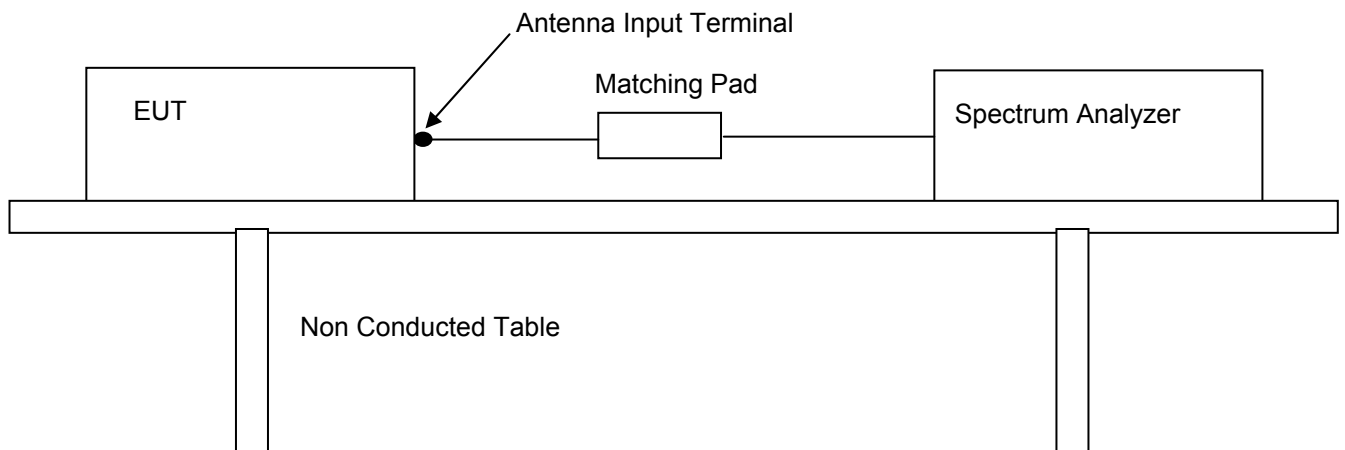 Antenna Input Terminal
Matching Pad
EUT
Spectrum Analyzer
Non Conducted Table